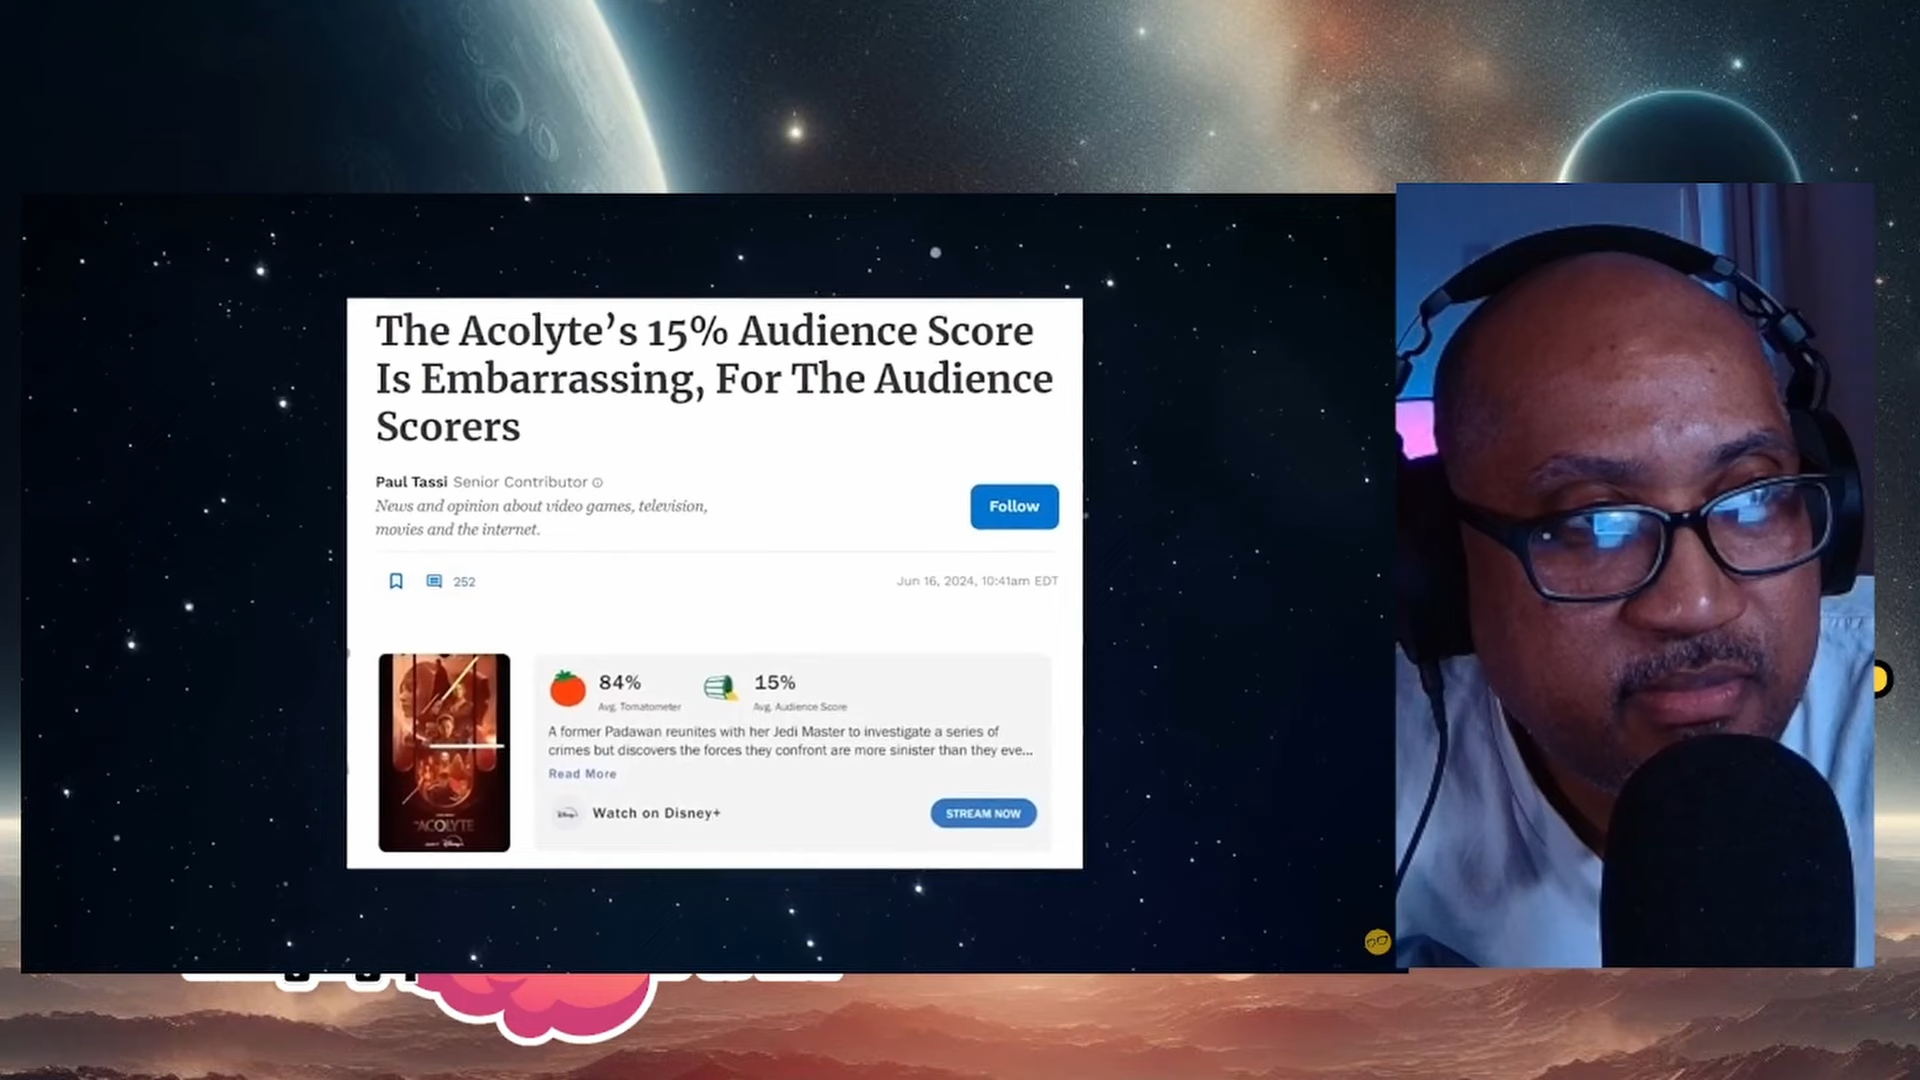 The Acolyte’s 15% Audience Score
Is Embarrassing, For The Audience
Scorers
Paul Tassi Senior Contributor
News and opinion about video games, television,
movies and the internet.
Follow
252
Jun 16, 2024, 10:41am EDT
84%
15%
Avg. Tomatometer
Avg. Audience Score
A former Padawan reunites with her Jedi Master to investigate a series of
crimes but discovers the forces they confront are more sinister than they eve...
Read More
Disney+
Watch on Disney+
STREAM NOW
THE ACOLYTE
Disney+